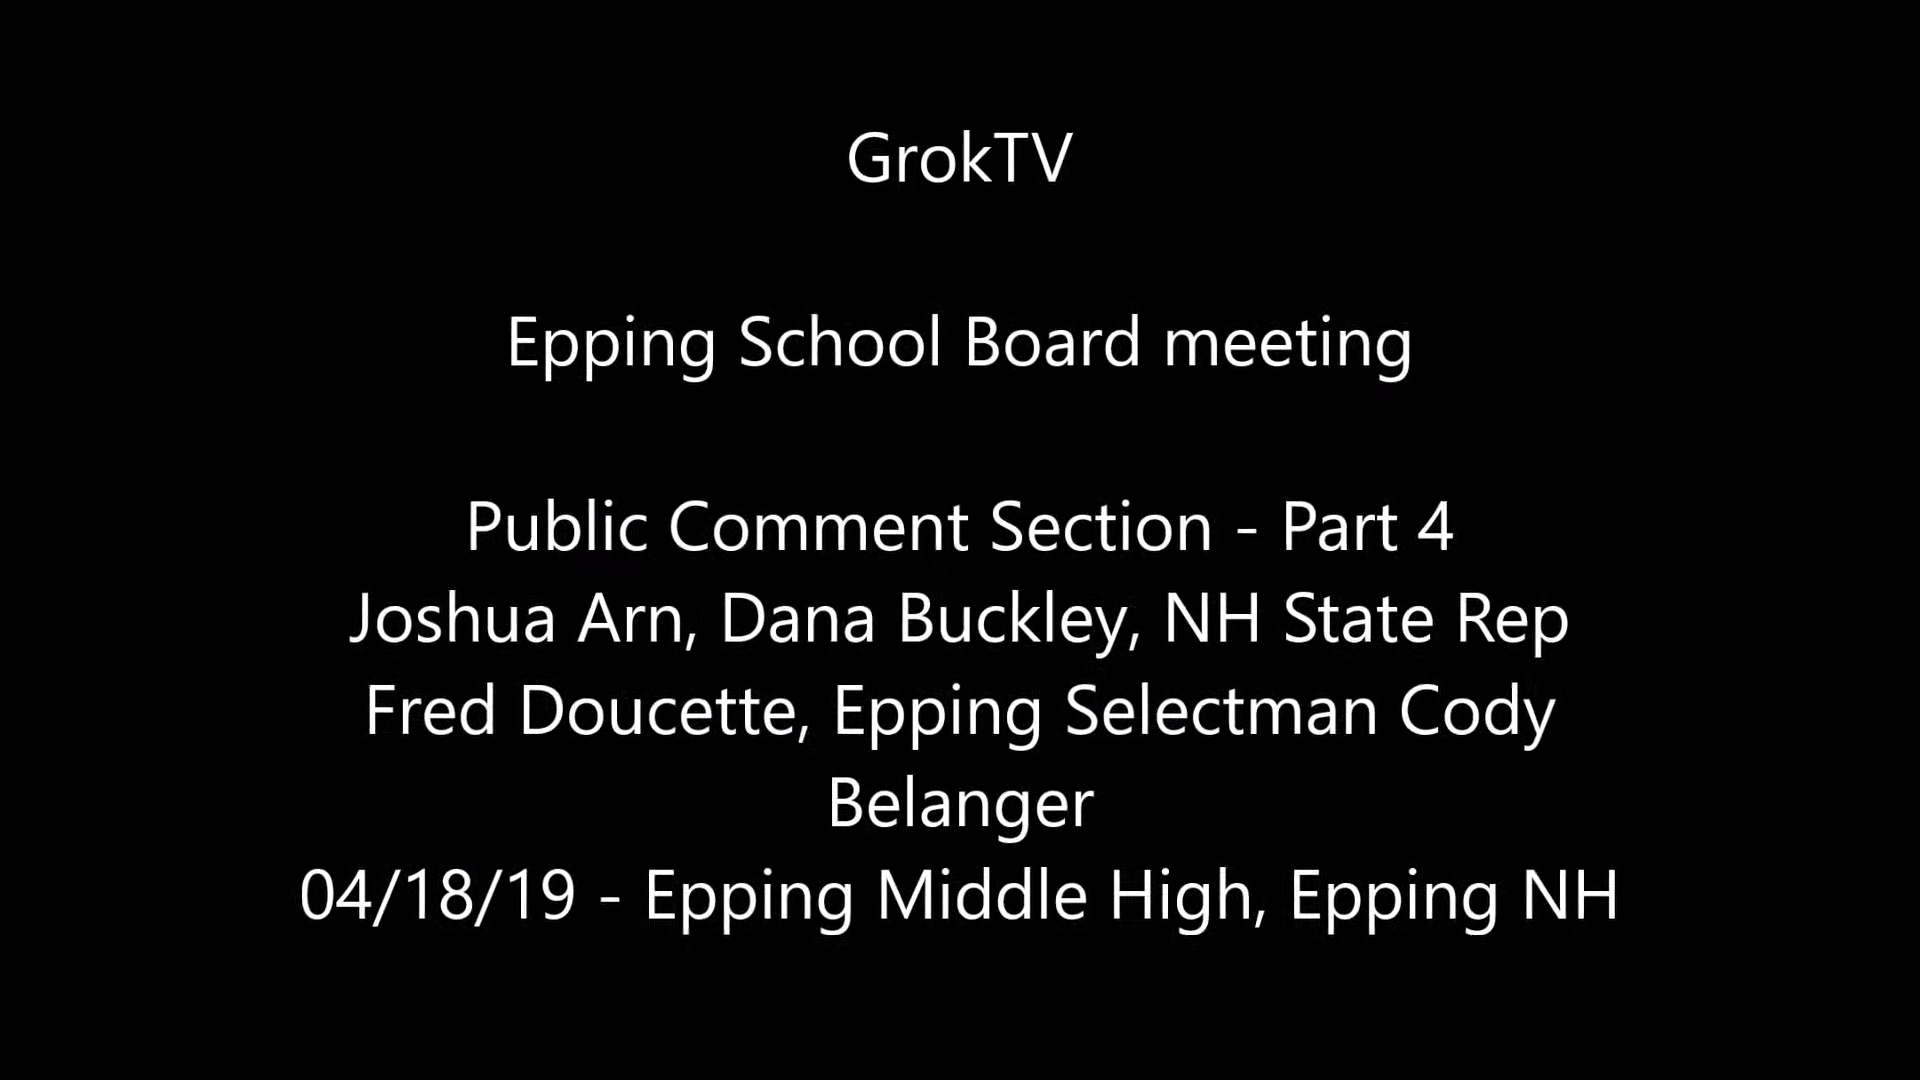 GrokTV
Epping School Board meeting
Public Comment Section - Part 4
Joshua Arn, Dana Buckley, NH State Rep
Fred Doucette, Epping Selectman Cody
Belanger
04/18/19 - Epping Middle High, Epping NH